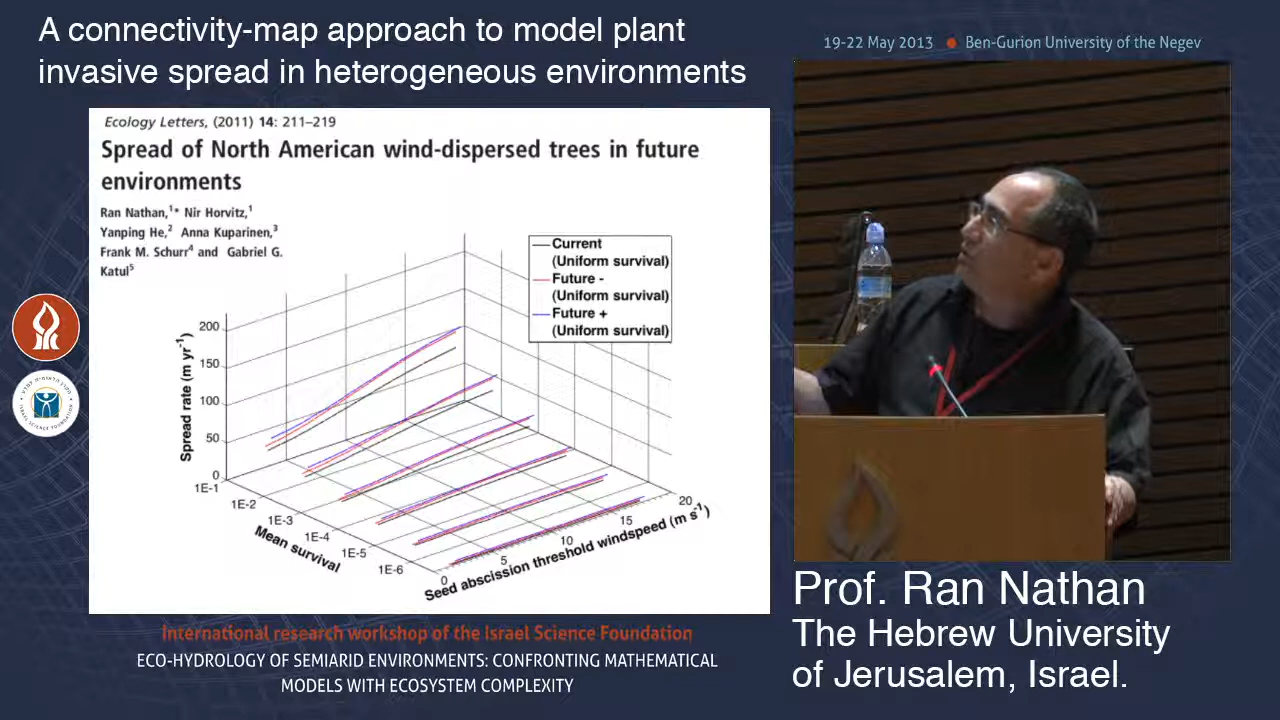 A connectivity-map approach to model plant
invasive spread in heterogeneous environments
19-22 May 2013 ● Ben-Gurion University of the Negev
Ecology Letters, (2011) 14: 211–219
Spread of North American wind-dispersed trees in future
environments
Ran Nathan,¹* Nir Horvitz,¹
Yanping He,² Anna Kuparinen,³
Frank M. Schurr⁴ and Gabriel G.
Katul⁵
Current
(Uniform survival)
Future -
(Uniform survival)
Future +
(Uniform survival)
Spread rate (m yr⁻¹)
200
150
100
50
0
1E-1
1E-2
1E-3
1E-4
1E-5
1E-6
Mean survival
0
5
10
15
20
Seed abscission threshold windspeed (m s⁻¹)
Prof. Ran Nathan
The Hebrew University
of Jerusalem, Israel.
International research workshop of the Israel Science Foundation
ECO-HYDROLOGY OF SEMIARID ENVIRONMENTS: CONFRONTING MATHEMATICAL
MODELS WITH ECOSYSTEM COMPLEXITY